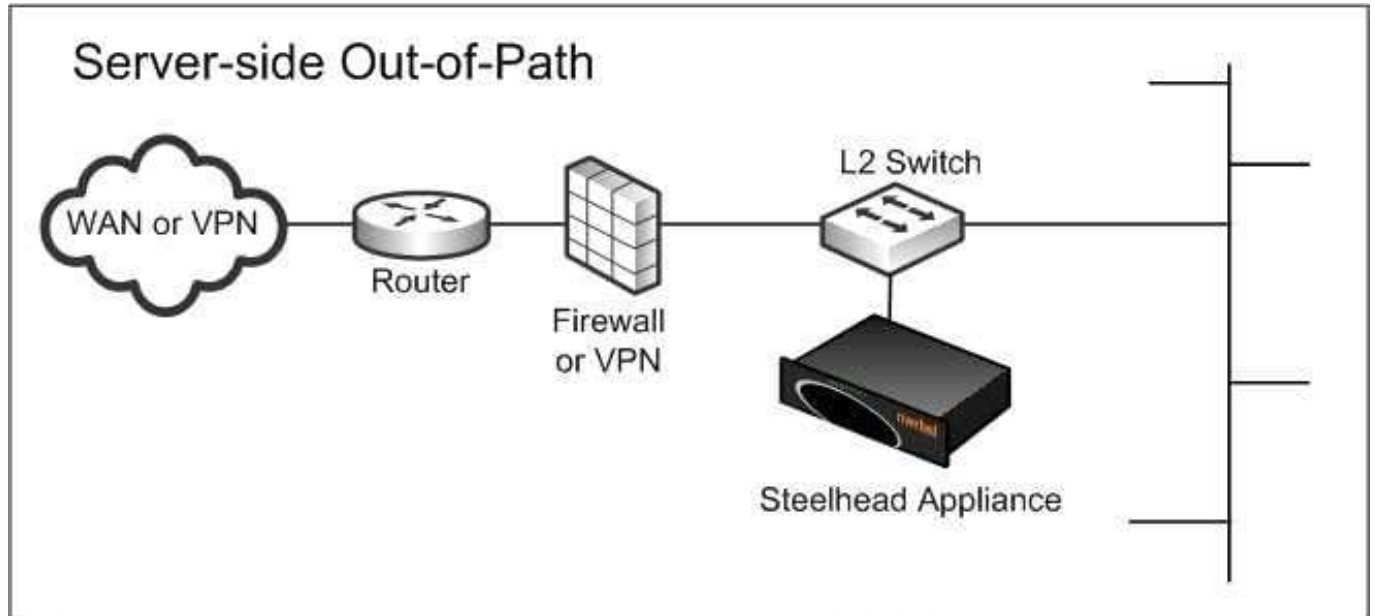 Server-side Out-of-Path
WAN or VPN
Router
Firewall
or VPN
L2 Switch
Steelhead Appliance